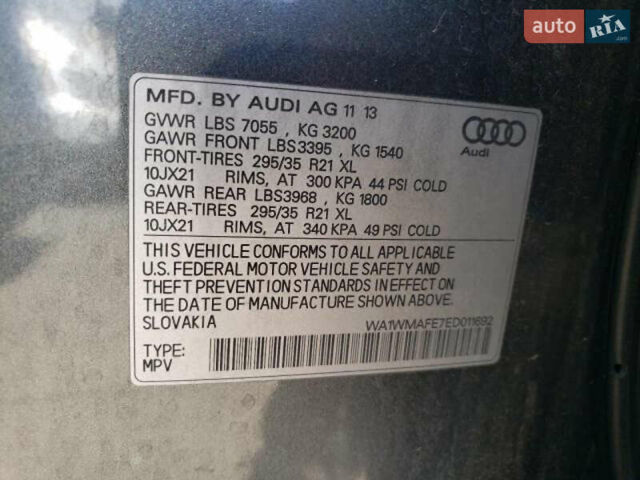 auto RIA
.com
MFD. BY AUDI AG 11 13
GVWR LBS 7055 , KG 3200
GAWR FRONT LBS3395 , KG 1540
FRONT-TIRES 295/35 R21 XL
10JX21 RIMS, AT 300 KPA 44 PSI COLD
GAWR REAR LBS3968 , KG 1800
REAR-TIRES 295/35 R21 XL
10JX21 RIMS, AT 340 KPA 49 PSI COLD
Audi
THIS VEHICLE CONFORMS TO ALL APPLICABLE
U.S. FEDERAL MOTOR VEHICLE SAFETY AND
THEFT PREVENTION STANDARDS IN EFFECT ON
THE DATE OF MANUFACTURE SHOWN ABOVE.
SLOVAKIA
WA1WMAFE7ED011692
TYPE:
MPV